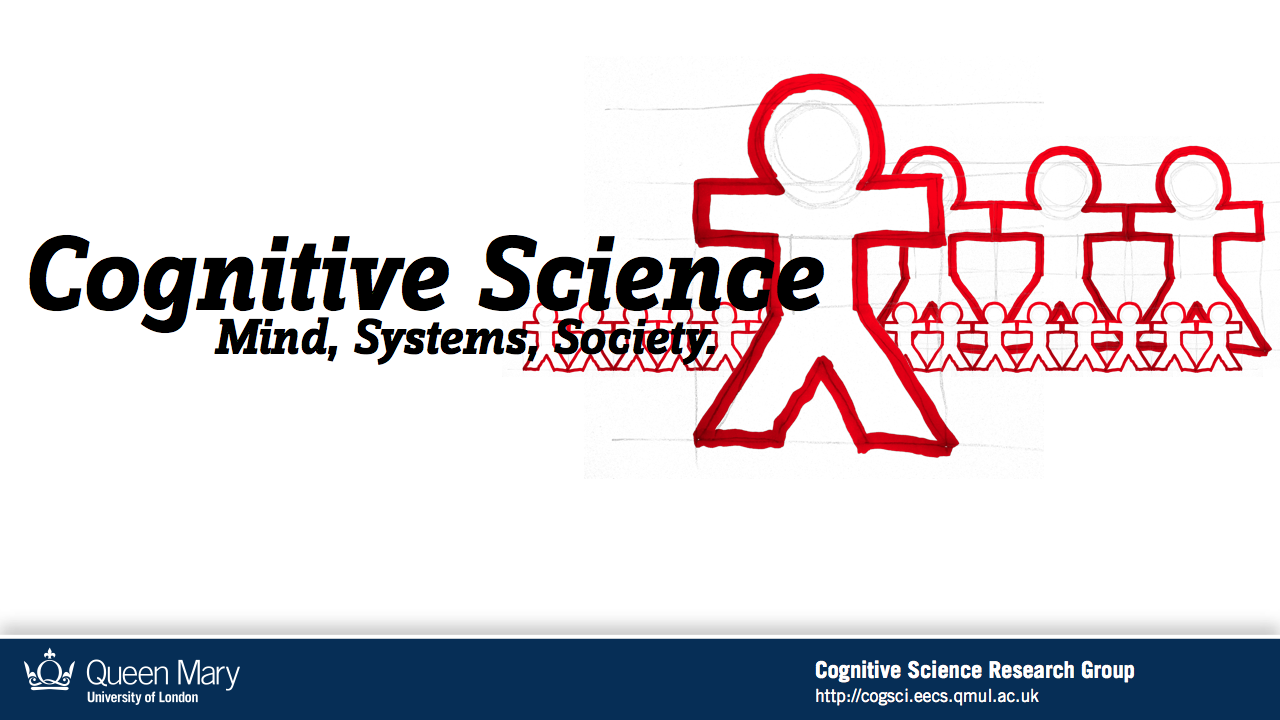 Cognitive Science
Mind, Systems, Society.
Queen Mary
University of London
Cognitive Science Research Group
http://cogsci.eecs.qmul.ac.uk